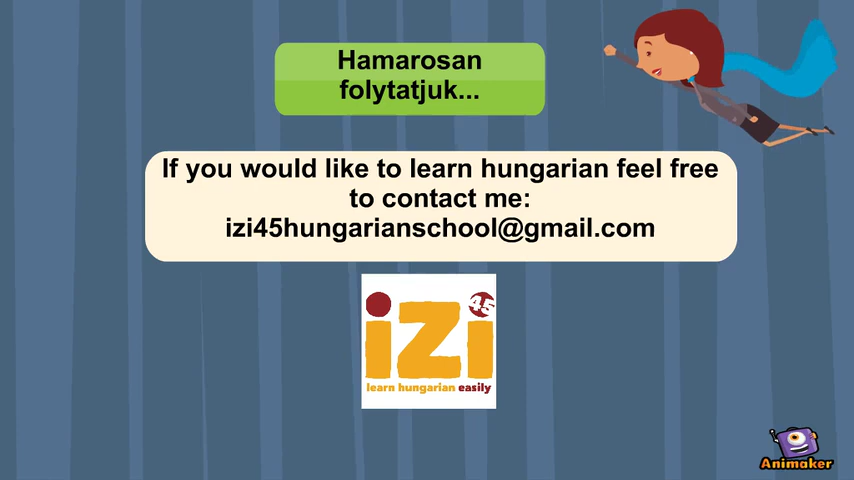 Hamarosan
folytatjuk...
If you would like to learn hungarian feel free
to contact me:
izi45hungarianschool@gmail.com
45
izi
learn hungarian easily
Animaker